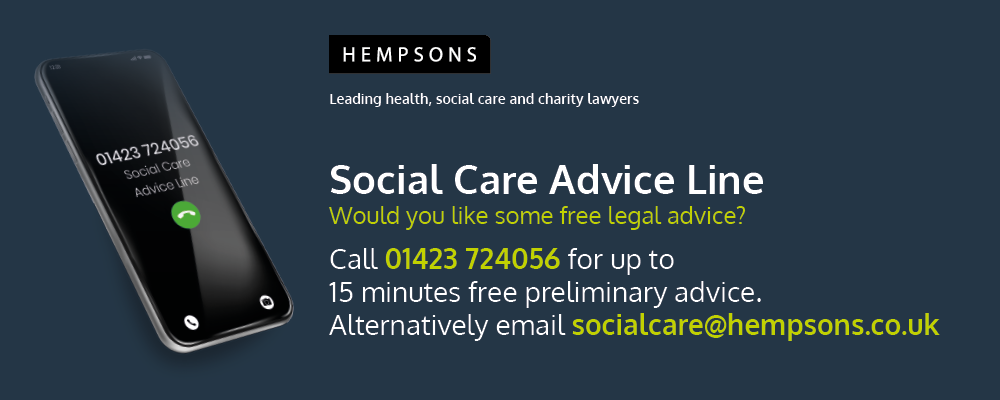 HEMPSONS
Leading health, social care and charity lawyers
01423 724056
Social Care
Advice Line
Social Care Advice Line
Would you like some free legal advice?
Call 01423 724056 for up to
15 minutes free preliminary advice.
Alternatively email socialcare@hempsons.co.uk